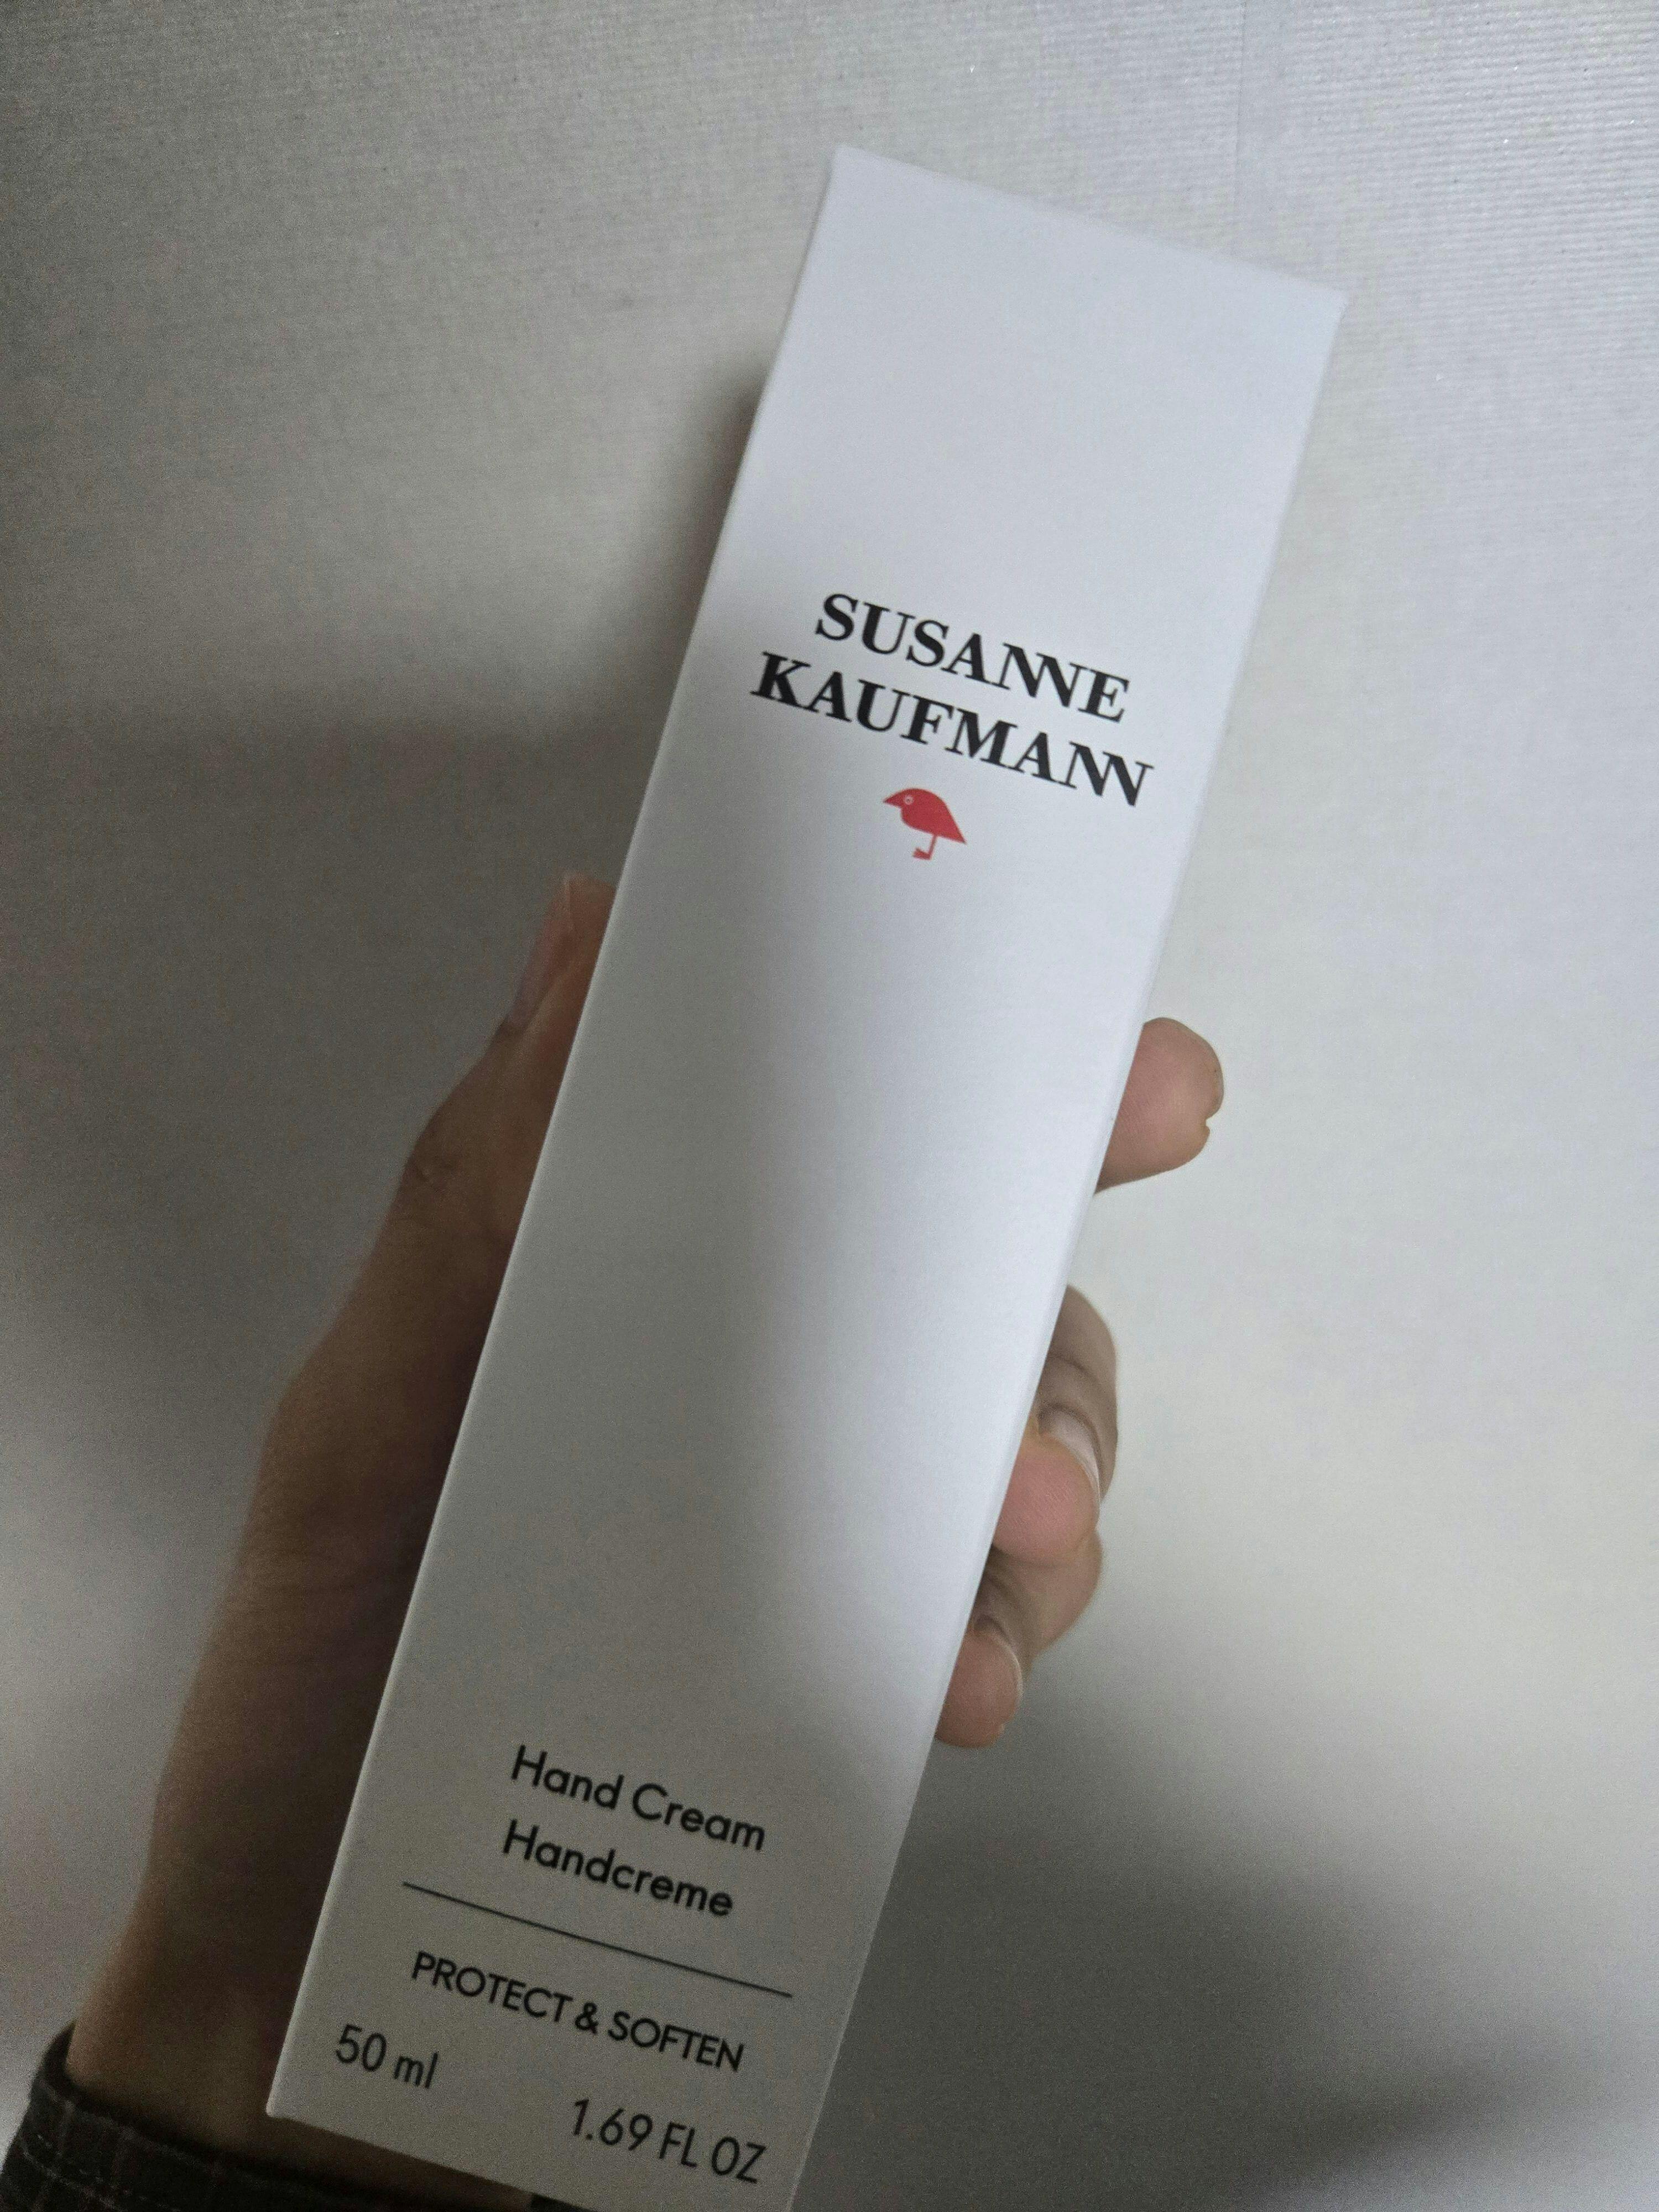 SUSANNE
KAUFMANN
Hand Cream
Handcreme
PROTECT & SOFTEN
50 ml
1.69 FL OZ